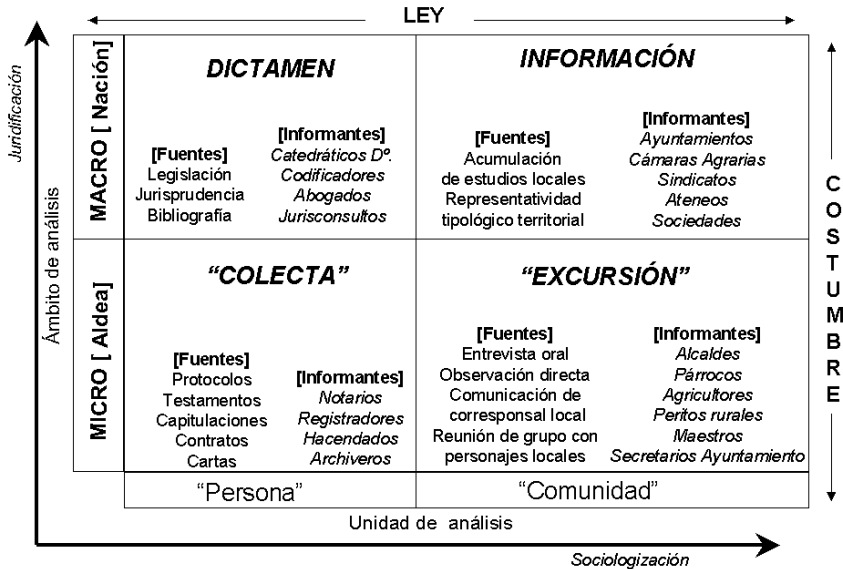 LEY
Juridificación
Ámbito de análisis
MACRO [ Nación]
DICTAMEN
[Fuentes]
Legislación
Jurisprudencia
Bibliografía
[Informantes]
Catedráticos Dº.
Codificadores
Abogados
Jurisconsultos
INFORMACIÓN
[Fuentes]
Acumulación
de estudios locales
Representatividad
tipológico territorial
[Informantes]
Ayuntamientos
Cámaras Agrarias
Sindicatos
Ateneos
Sociedades
COSTUMBRE
MICRO [ Aldea]
“COLECTA”
[Fuentes]
Protocolos
Testamentos
Capitulaciones
Contratos
Cartas
[Informantes]
Notarios
Registradores
Hacendados
Archiveros
“EXCURSIÓN”
[Fuentes]
Entrevista oral
Observación directa
Comunicación de
corresponsal local
Reunión de grupo con
personajes locales
[Informantes]
Alcaldes
Párrocos
Agricultores
Peritos rurales
Maestros
Secretarios Ayuntamiento
“Persona”
“Comunidad”
Unidad de análisis
Sociologización